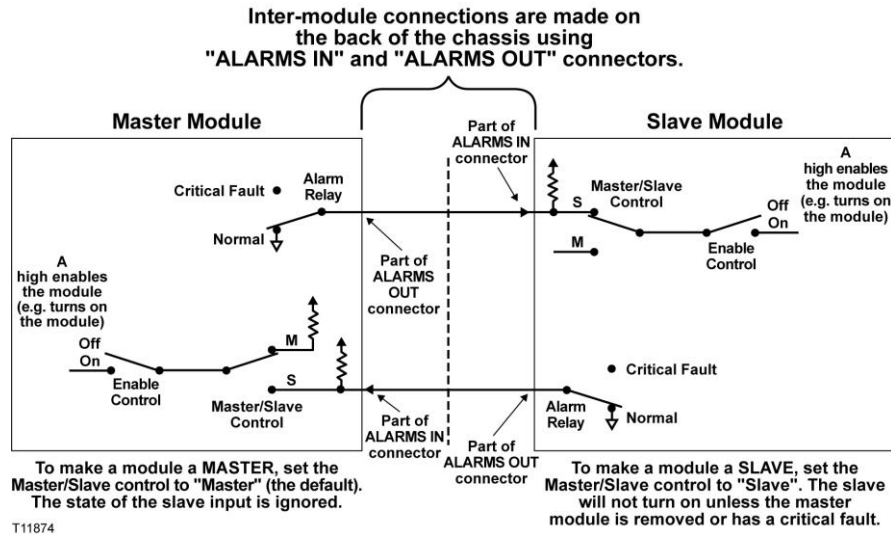 Inter-module connections are made on
the back of the chassis using
"ALARMS IN" and "ALARMS OUT" connectors.
Master Module
Slave Module
Critical Fault
Alarm
Relay
Normal
A
high enables
the module
(e.g. turns on
the module)
Off
On
Enable
Control
M
S
Master/Slave
Control
Part of
ALARMS IN
connector
Part of
ALARMS
OUT
connector
Part of
ALARMS IN
connector
Part of
ALARMS OUT
connector
S
M
Master/Slave
Control
A
high enables
the module
(e.g. turns on
the module)
Off
On
Enable
Control
Critical Fault
Alarm
Relay
Normal
To make a module a MASTER, set the
Master/Slave control to "Master" (the default).
The state of the slave input is ignored.
To make a module a SLAVE, set the
Master/Slave control to "Slave". The slave
will not turn on unless the master
module is removed or has a critical fault.
T11874